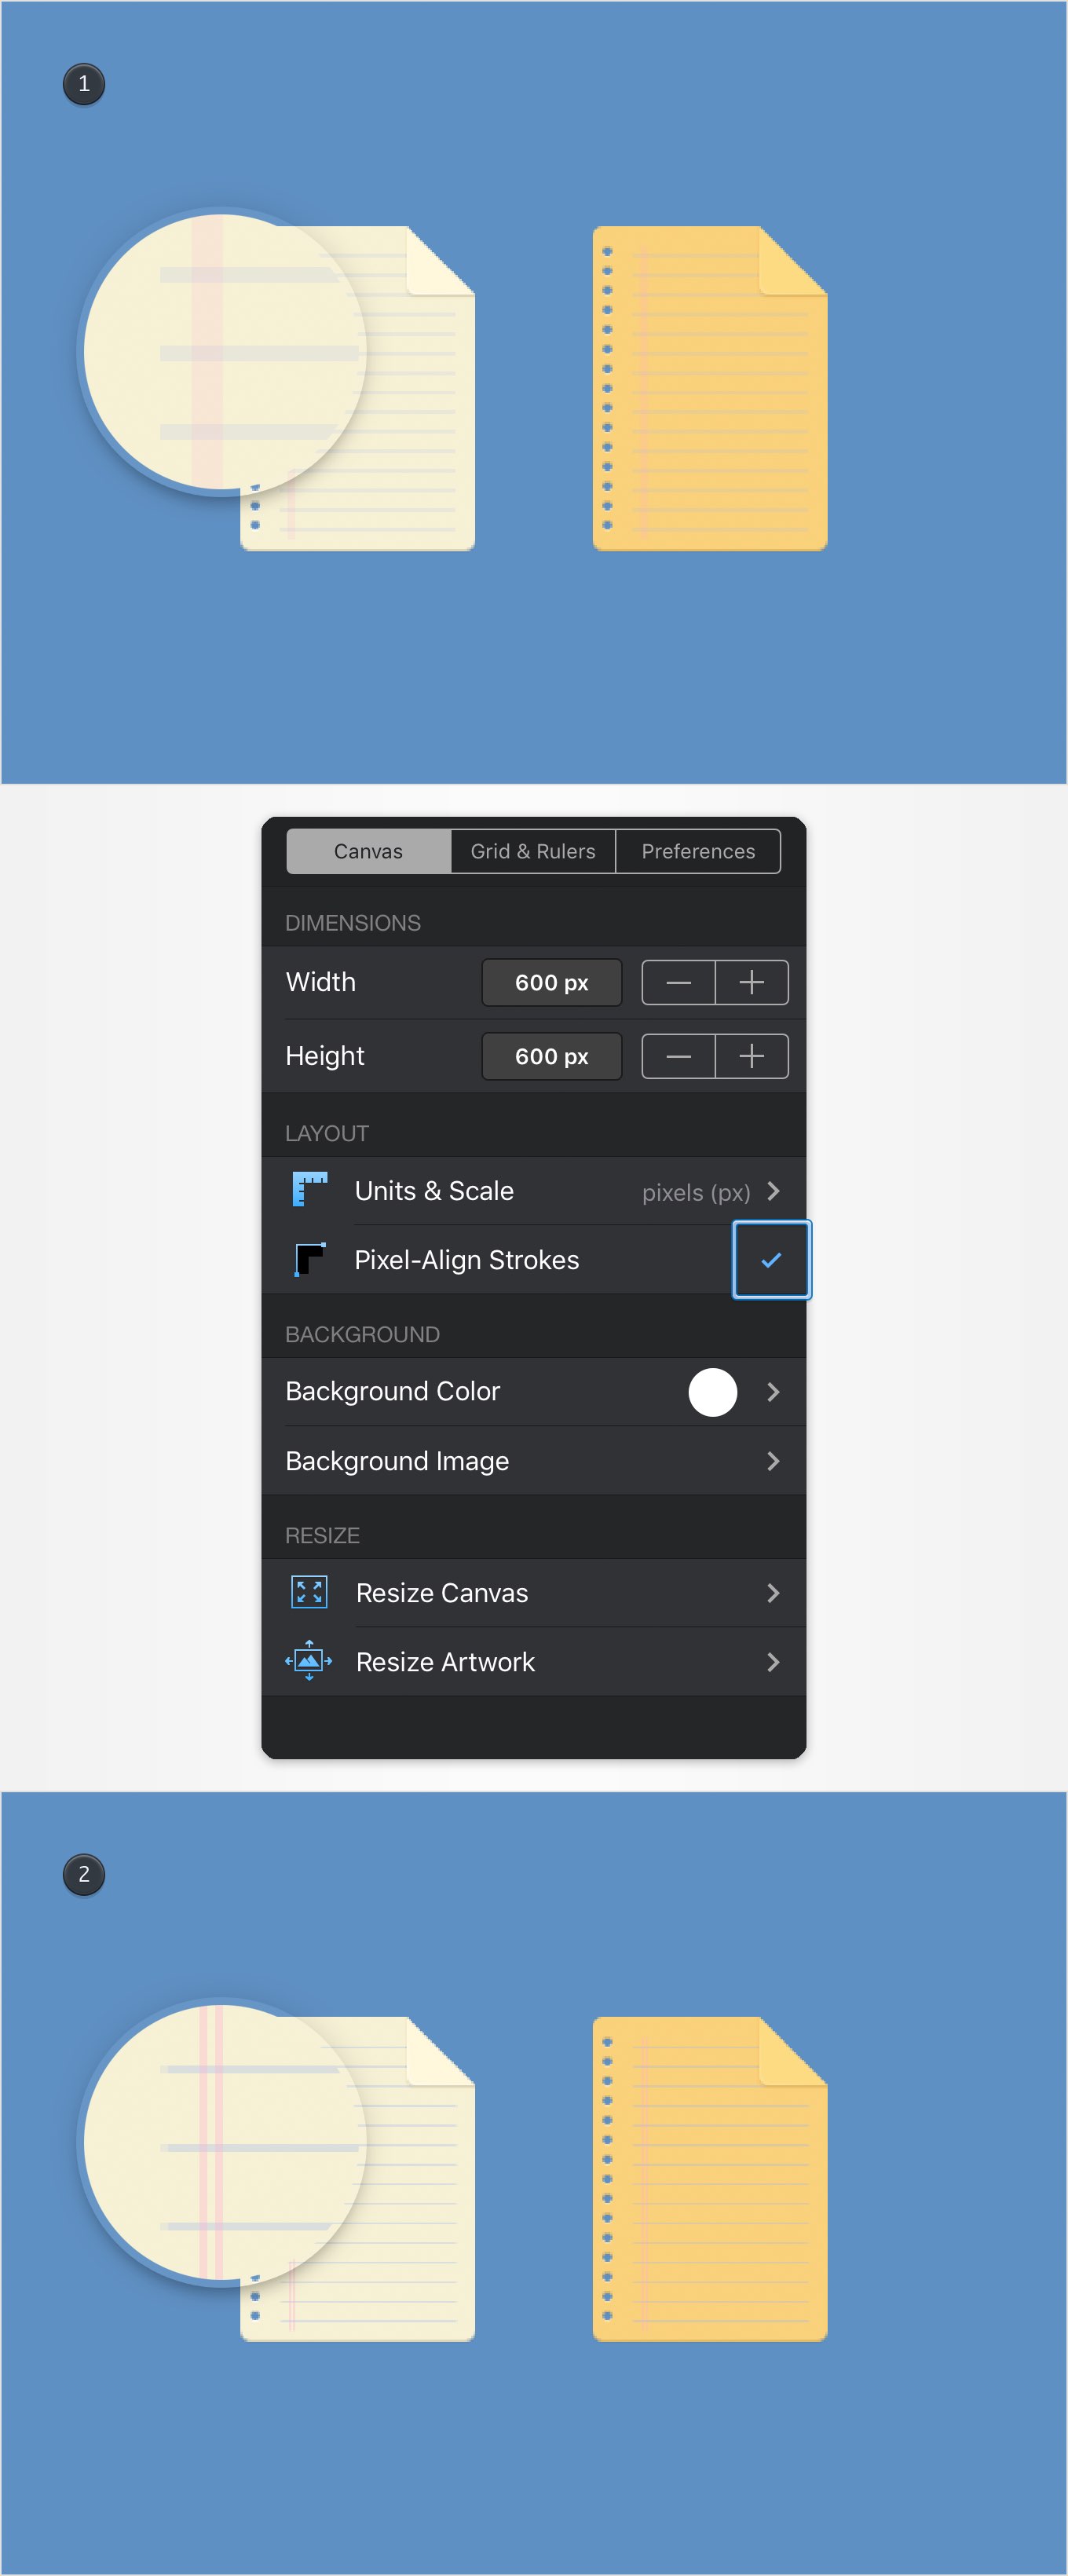 1
Canvas Grid & Rulers Preferences
DIMENSIONS
Width 600 px
Height 600 px
LAYOUT
Units & Scale pixels (px)
Pixel-Align Strokes
BACKGROUND
Background Color
Background Image
RESIZE
Resize Canvas
Resize Artwork
2